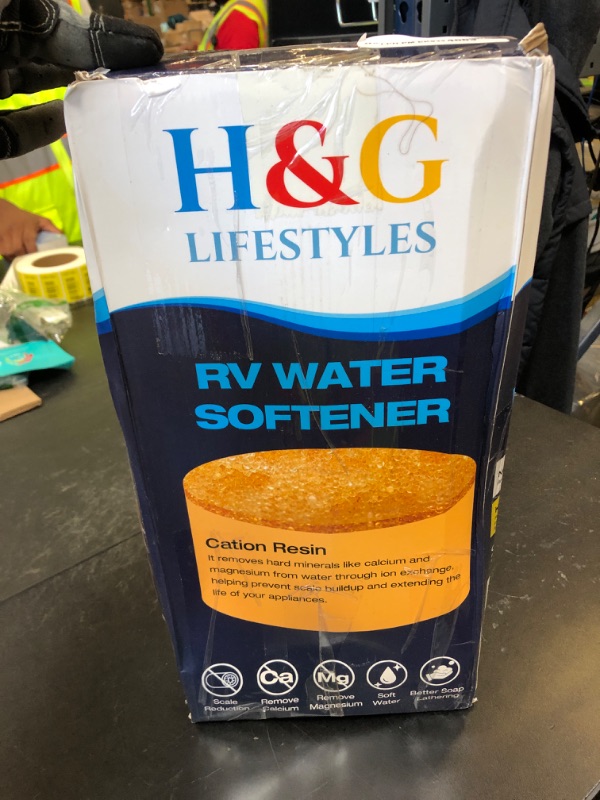 H&G
LIFESTYLES
RV WATER
SOFTENER
Cation Resin
It removes hard minerals like calcium and
magnesium from water through ion exchange,
helping prevent scale buildup and extending the
life of your appliances.
Ca
Mg
Scale
Reduction
Remove
Calcium
Remove
Magnesium
Soft
Water
Better Soap
Lathering